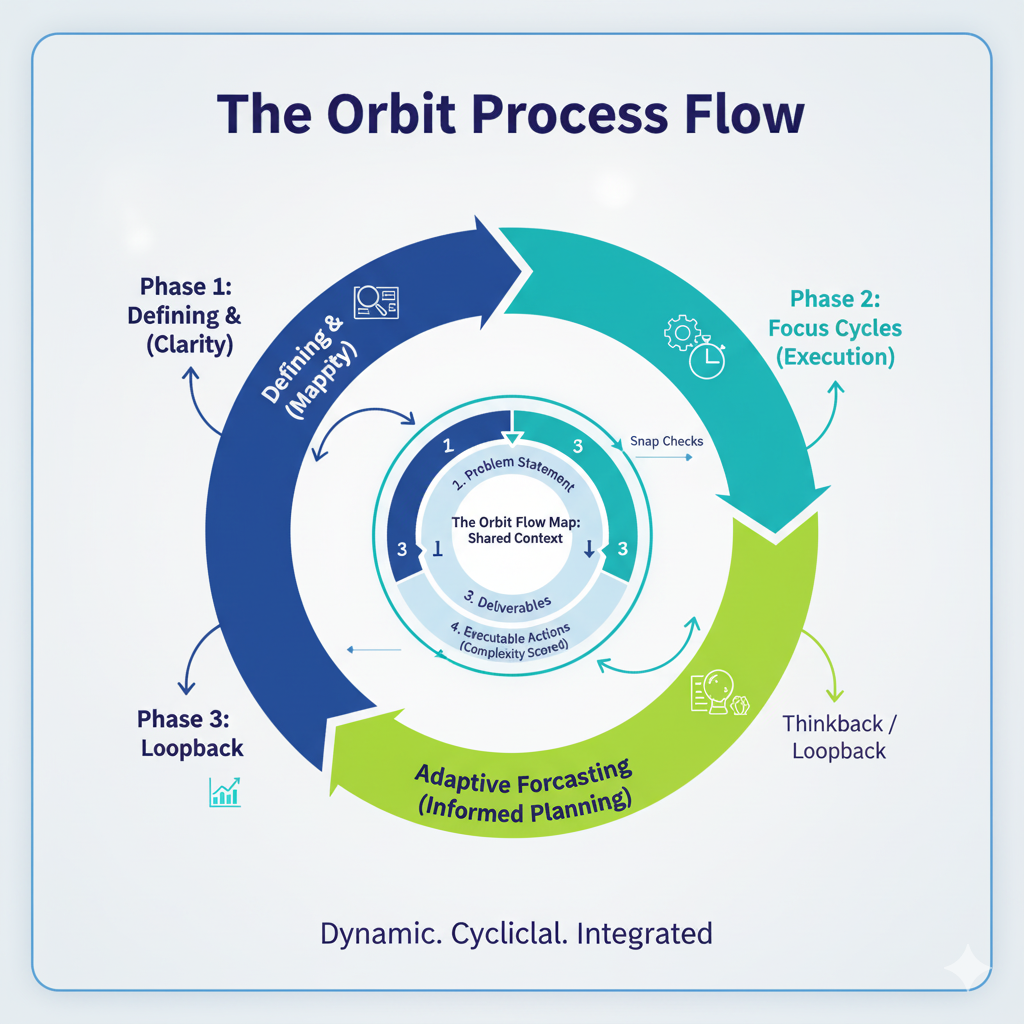 The Orbit Process Flow
Phase 1:
Defining &
(Clarity)
Defining &
(Mappty)
Phase 2:
Focus Cycles
(Execution)
Snap Checks
1
3
2. Problem Statement
The Orbit Flow Map:
Shared Context
3
1
3
3. Deliverables
4. Executable Actions
(Complexity Scored)
Phase 3:
Loopback
Thinkback /
Loopback
Adaptive Forcasting
(Informed Planning)
Dynamic. Cycliclal. Integrated